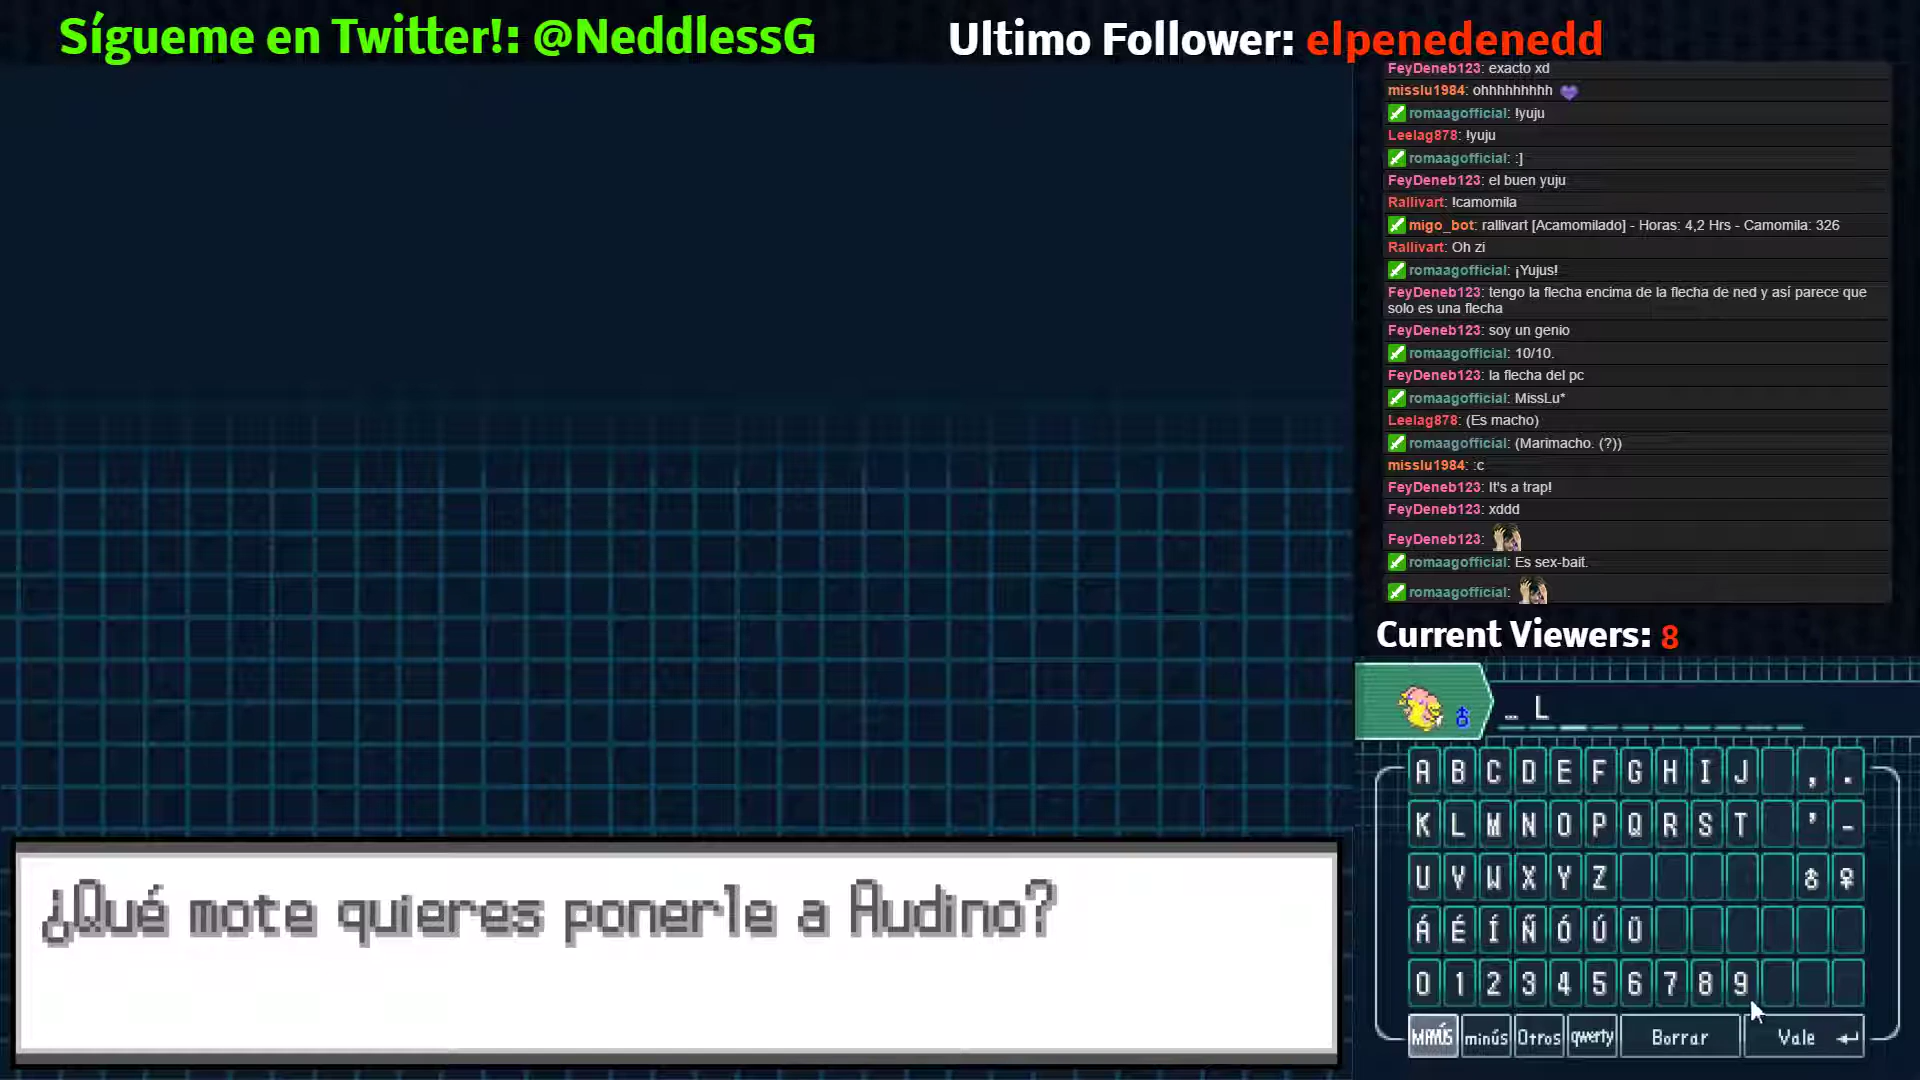 Sígueme en Twitter!: @NeddlessG
Ultimo Follower: elpenedenedd
FeyDeneb123: exacto xd
misslu1984: ohhhhhhhhh
romaagofficial: !yuju
Leelag878: !yuju
romaagofficial: :]
FeyDeneb123: el buen yuju
Rallivart: !camomila
migo_bot: rallivart [Acamomilado] - Horas: 4,2 Hrs - Camomila: 326
Rallivart: Oh zi
romaagofficial: ¡Yujus!
FeyDeneb123: tengo la flecha encima de la flecha de ned y así parece que
solo es una flecha
FeyDeneb123: soy un genio
romaagofficial: 10/10.
FeyDeneb123: la flecha del pc
romaagofficial: MissLu*
Leelag878: (Es macho)
romaagofficial: (Marimacho. (?))
misslu1984: :c
FeyDeneb123: It's a trap!
FeyDeneb123: xddd
FeyDeneb123:
romaagofficial: Es sex-bait.
romaagofficial:
Current Viewers: 8
♂ _ L
A B C D E F G H I J , .
K L M N O P Q R S T ' -
U V W X Y Z ♂ ♀
Á É Í Ñ Ó Ú Ü
0 1 2 3 4 5 6 7 8 9
MAYÚS minús Otros qwerty Borrar Vale
¿Qué mote quieres ponerle a Audino?